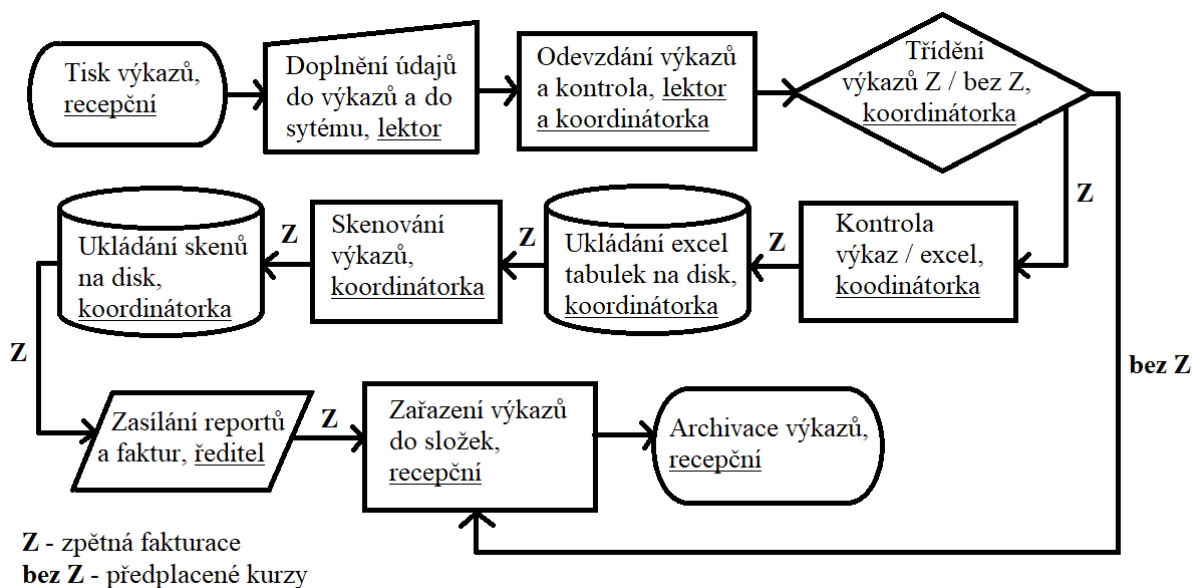 Tisk výkazů,
recepční
Doplnění údajů
do výkazů a do
sytému, lektor
Odevzdání výkazů
a kontrola, lektor
a koordinátorka
Třídění
výkazů Z / bez Z,
koordinátorka
Z
Kontrola
výkaz / excel,
koodinátorka
Z
Ukládání excel
tabulek na disk,
koordinátorka
Z
Skenování
výkazů,
koordinátorka
Z
Ukládání skenů
na disk,
koordinátorka
Z
bez Z
Zasílání reportů
a faktur, ředitel
Z
Zařazení výkazů
do složek,
recepční
Archivace výkazů,
recepční
Z - zpětná fakturace
bez Z - předplacené kurzy